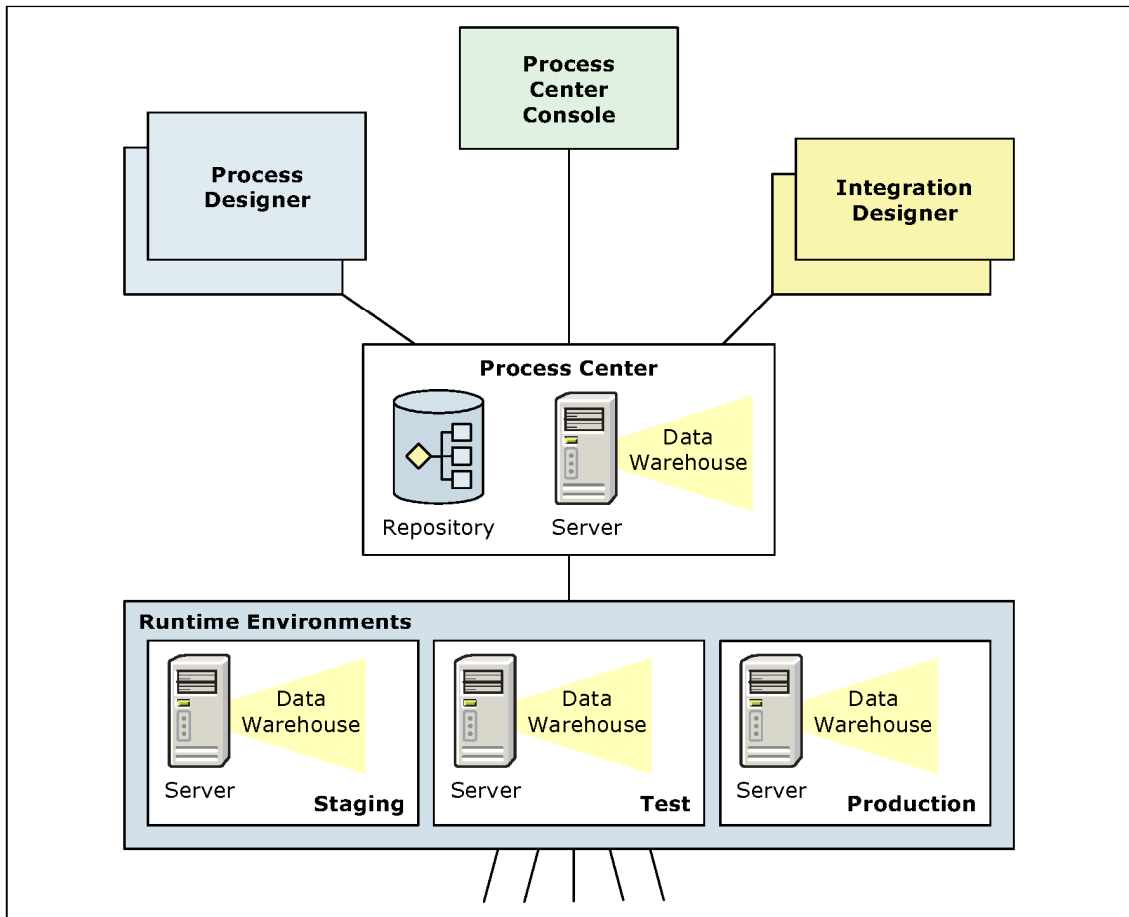 Process
Center
Console
Process
Designer
Integration
Designer
Process Center
Data
Warehouse
Repository
Server
Runtime Environments
Data
Warehouse
Server
Staging
Data
Warehouse
Server
Test
Data
Warehouse
Server
Production